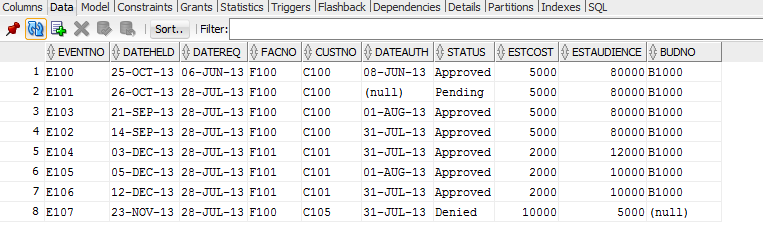 Columns Data Model Constraints Grants Statistics Triggers Flashback Dependencies Details Partitions Indexes SQL
Sort.. Filter:
EVENTNO DATEHELD DATEREQ FACNO CUSTNO DATEAUTH STATUS ESTCOST ESTAUDIENCE BUDNO
1 E100 25-OCT-13 06-JUN-13 F100 C100 08-JUN-13 Approved 5000 80000 B1000
2 E101 26-OCT-13 28-JUL-13 F100 C100 (null) Pending 5000 80000 B1000
3 E103 21-SEP-13 28-JUL-13 F100 C100 01-AUG-13 Approved 5000 80000 B1000
4 E102 14-SEP-13 28-JUL-13 F100 C100 31-JUL-13 Approved 5000 80000 B1000
5 E104 03-DEC-13 28-JUL-13 F101 C101 31-JUL-13 Approved 2000 12000 B1000
6 E105 05-DEC-13 28-JUL-13 F101 C101 01-AUG-13 Approved 2000 10000 B1000
7 E106 12-DEC-13 28-JUL-13 F101 C101 31-JUL-13 Approved 2000 10000 B1000
8 E107 23-NOV-13 28-JUL-13 F100 C105 31-JUL-13 Denied 10000 5000 (null)